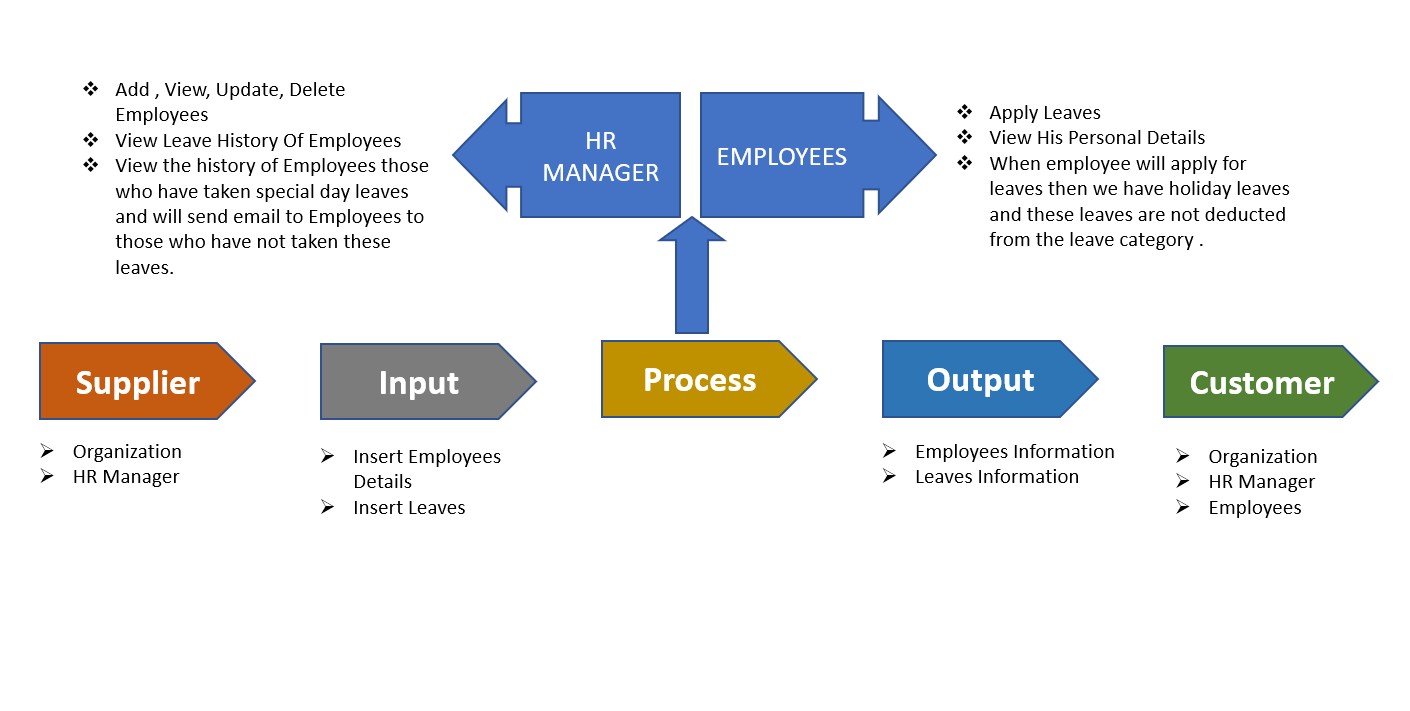 Add , View, Update, Delete
Employees
View Leave History Of Employees
View the history of Employees those
who have taken special day leaves
and will send email to Employees to
those who have not taken these
leaves.
HR
MANAGER
EMPLOYEES
Apply Leaves
View His Personal Details
When employee will apply for
leaves then we have holiday leaves
and these leaves are not deducted
from the leave category .
Supplier
Organization
HR Manager
Input
Insert Employees
Details
Insert Leaves
Process
Output
Employees Information
Leaves Information
Customer
Organization
HR Manager
Employees